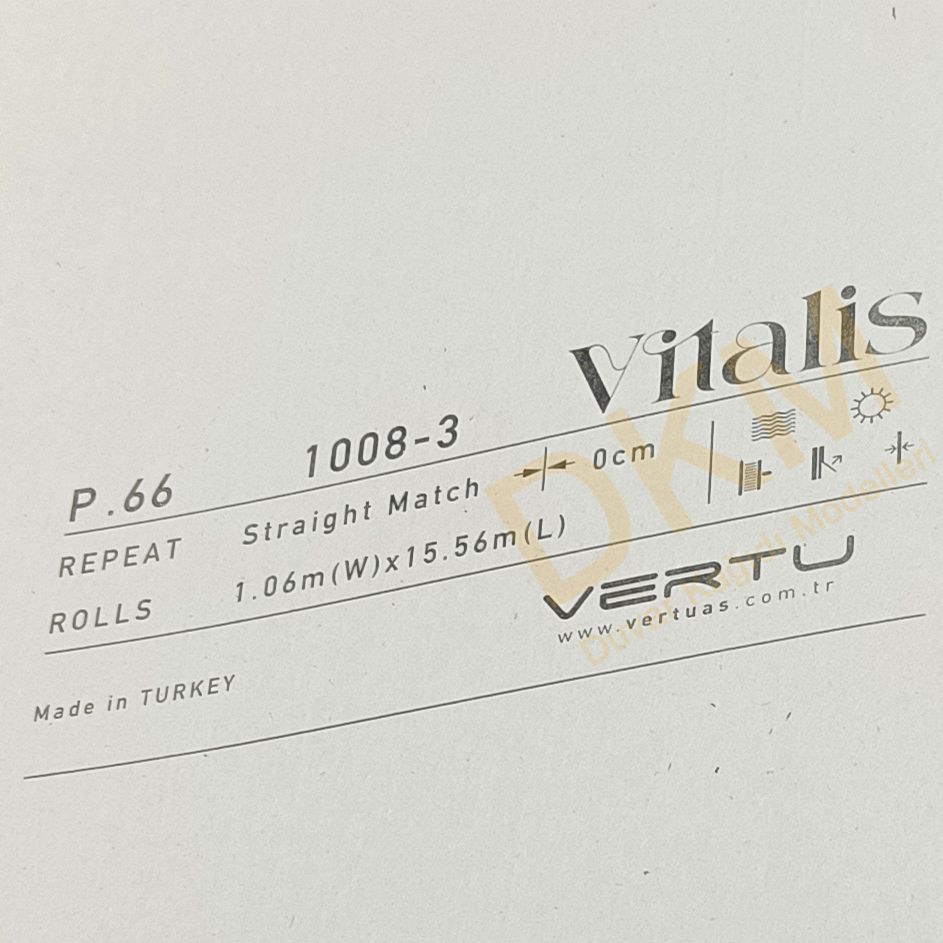 Vitalis
P.66 1008-3
REPEAT Straight Match 0cm
ROLLS 1.06m(W)x15.56m(L)
VERTU
www.vertuas.com.tr
Made in TURKEY
DKM
Duvar Kağıdı Modelleri